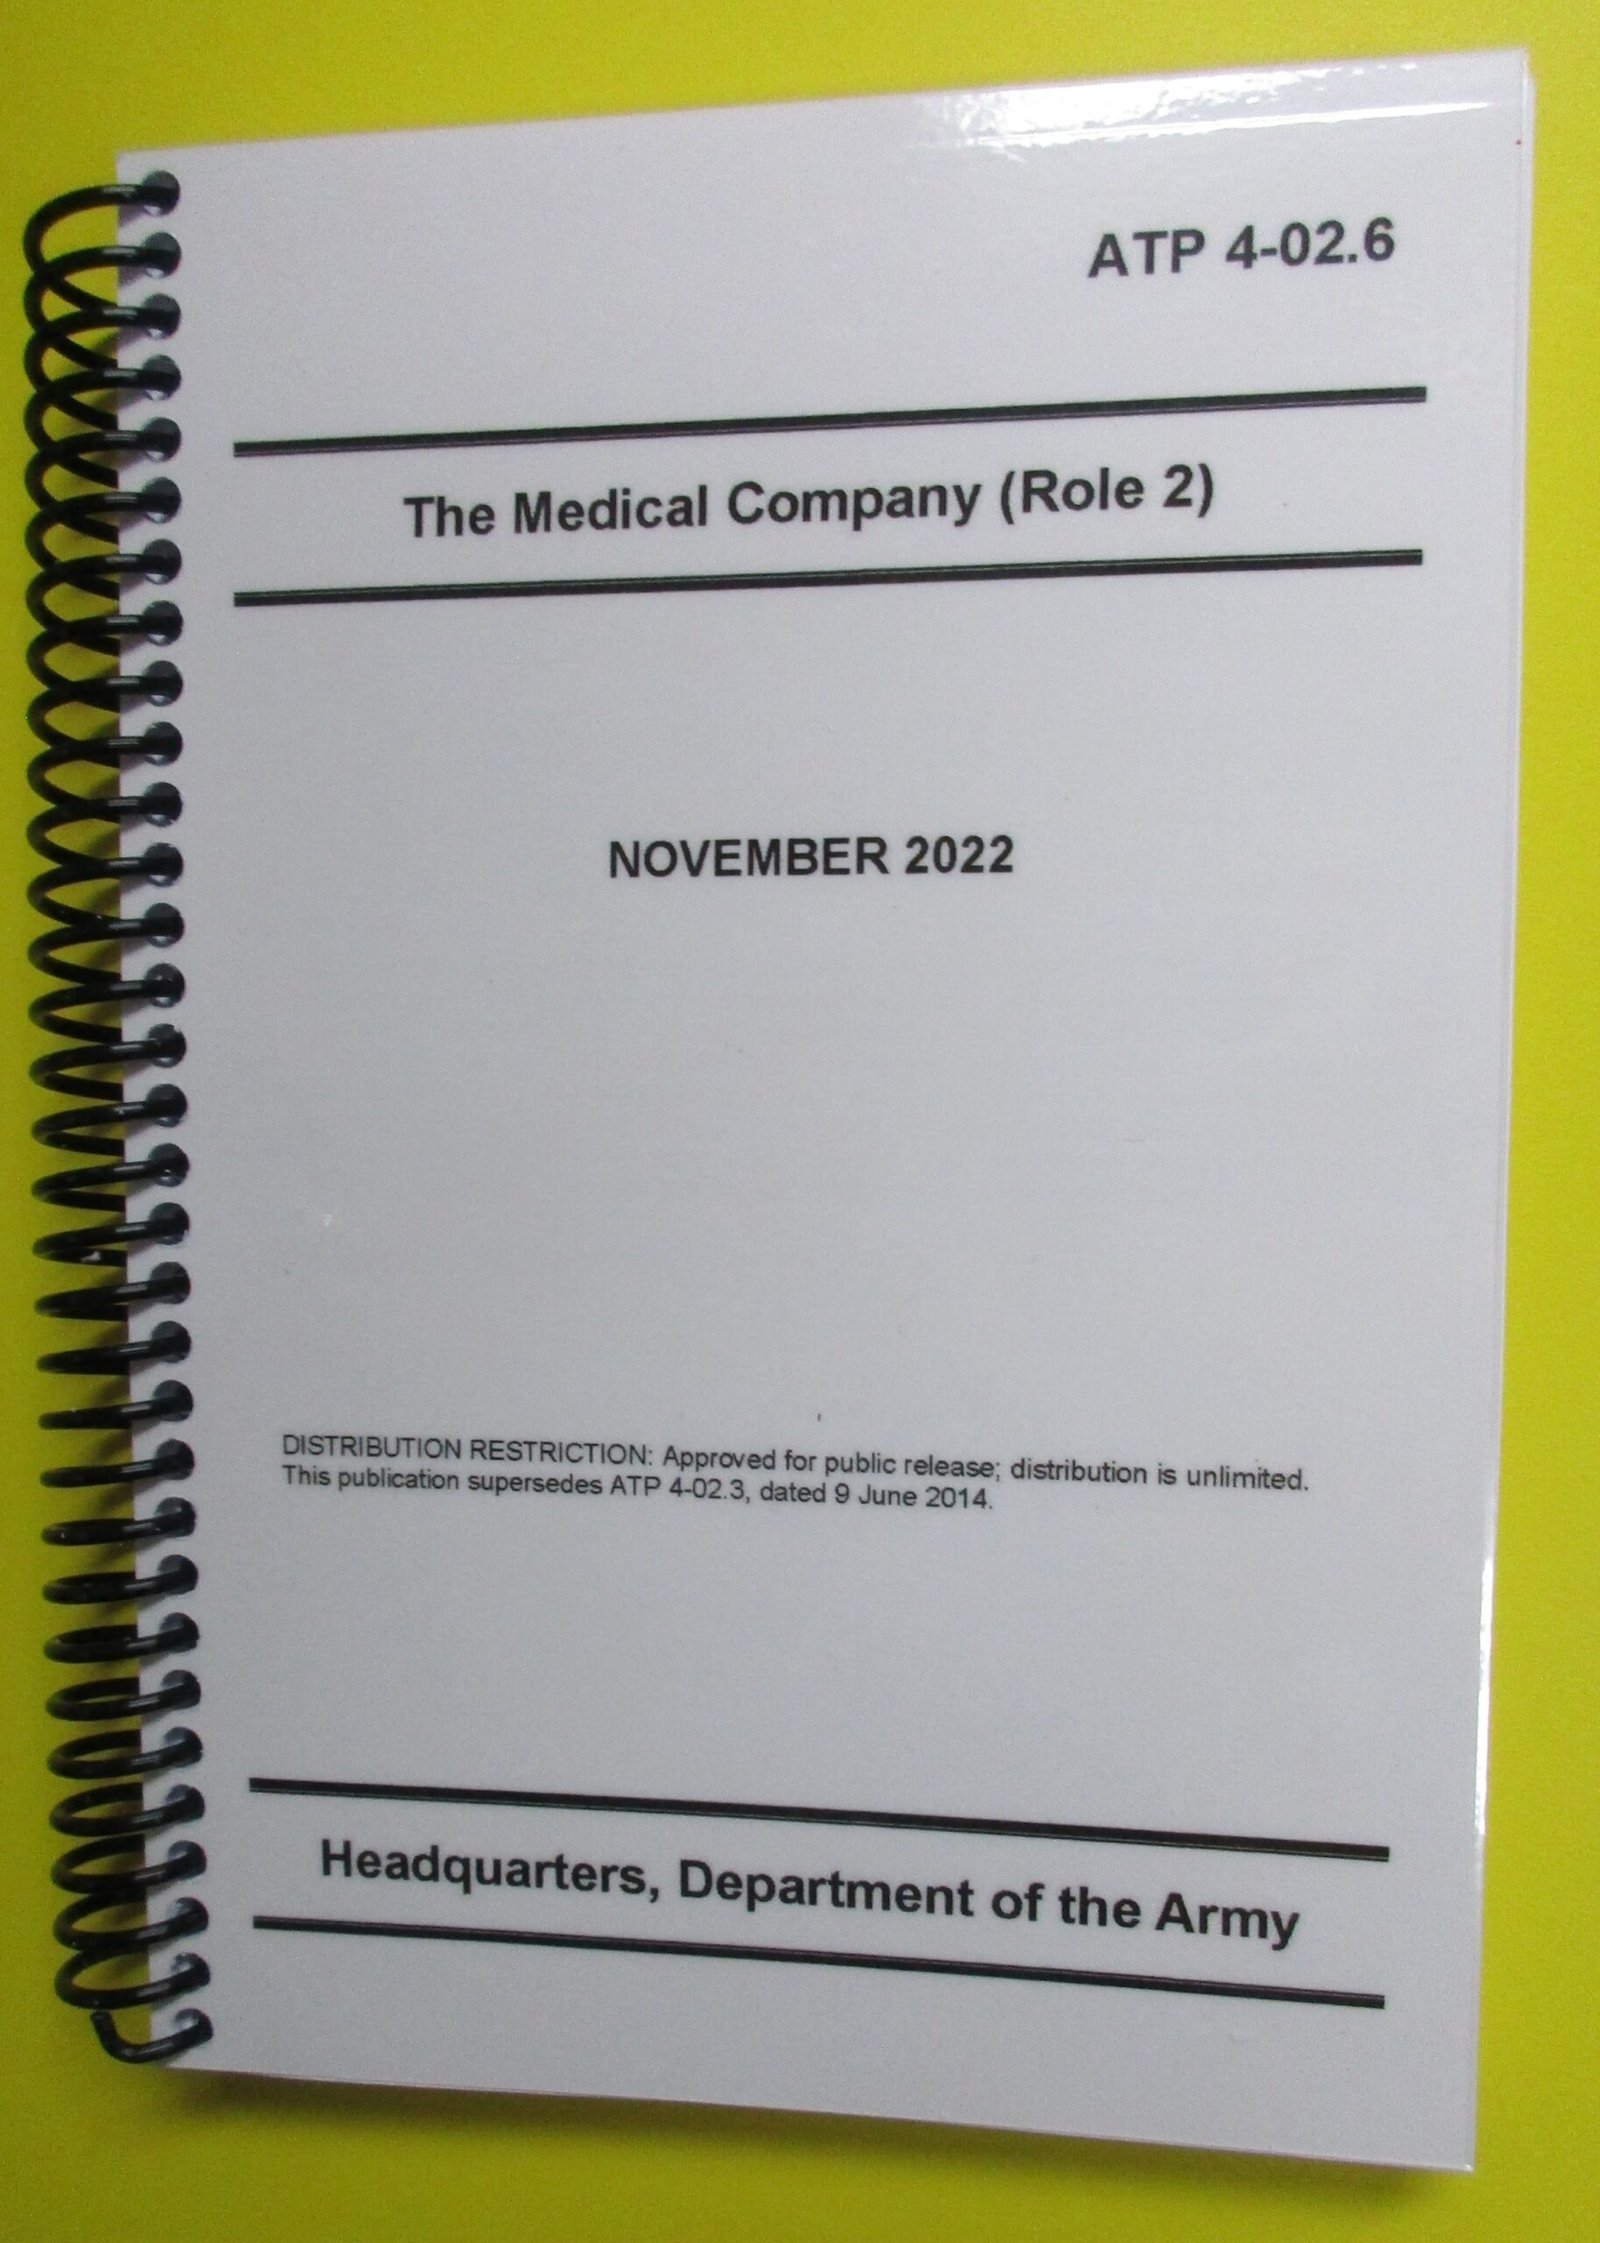 ATP 4-02.6
The Medical Company (Role 2)
NOVEMBER 2022
DISTRIBUTION RESTRICTION: Approved for public release; distribution is unlimited.
This publication supersedes ATP 4-02.3, dated 9 June 2014.
Headquarters, Department of the Army